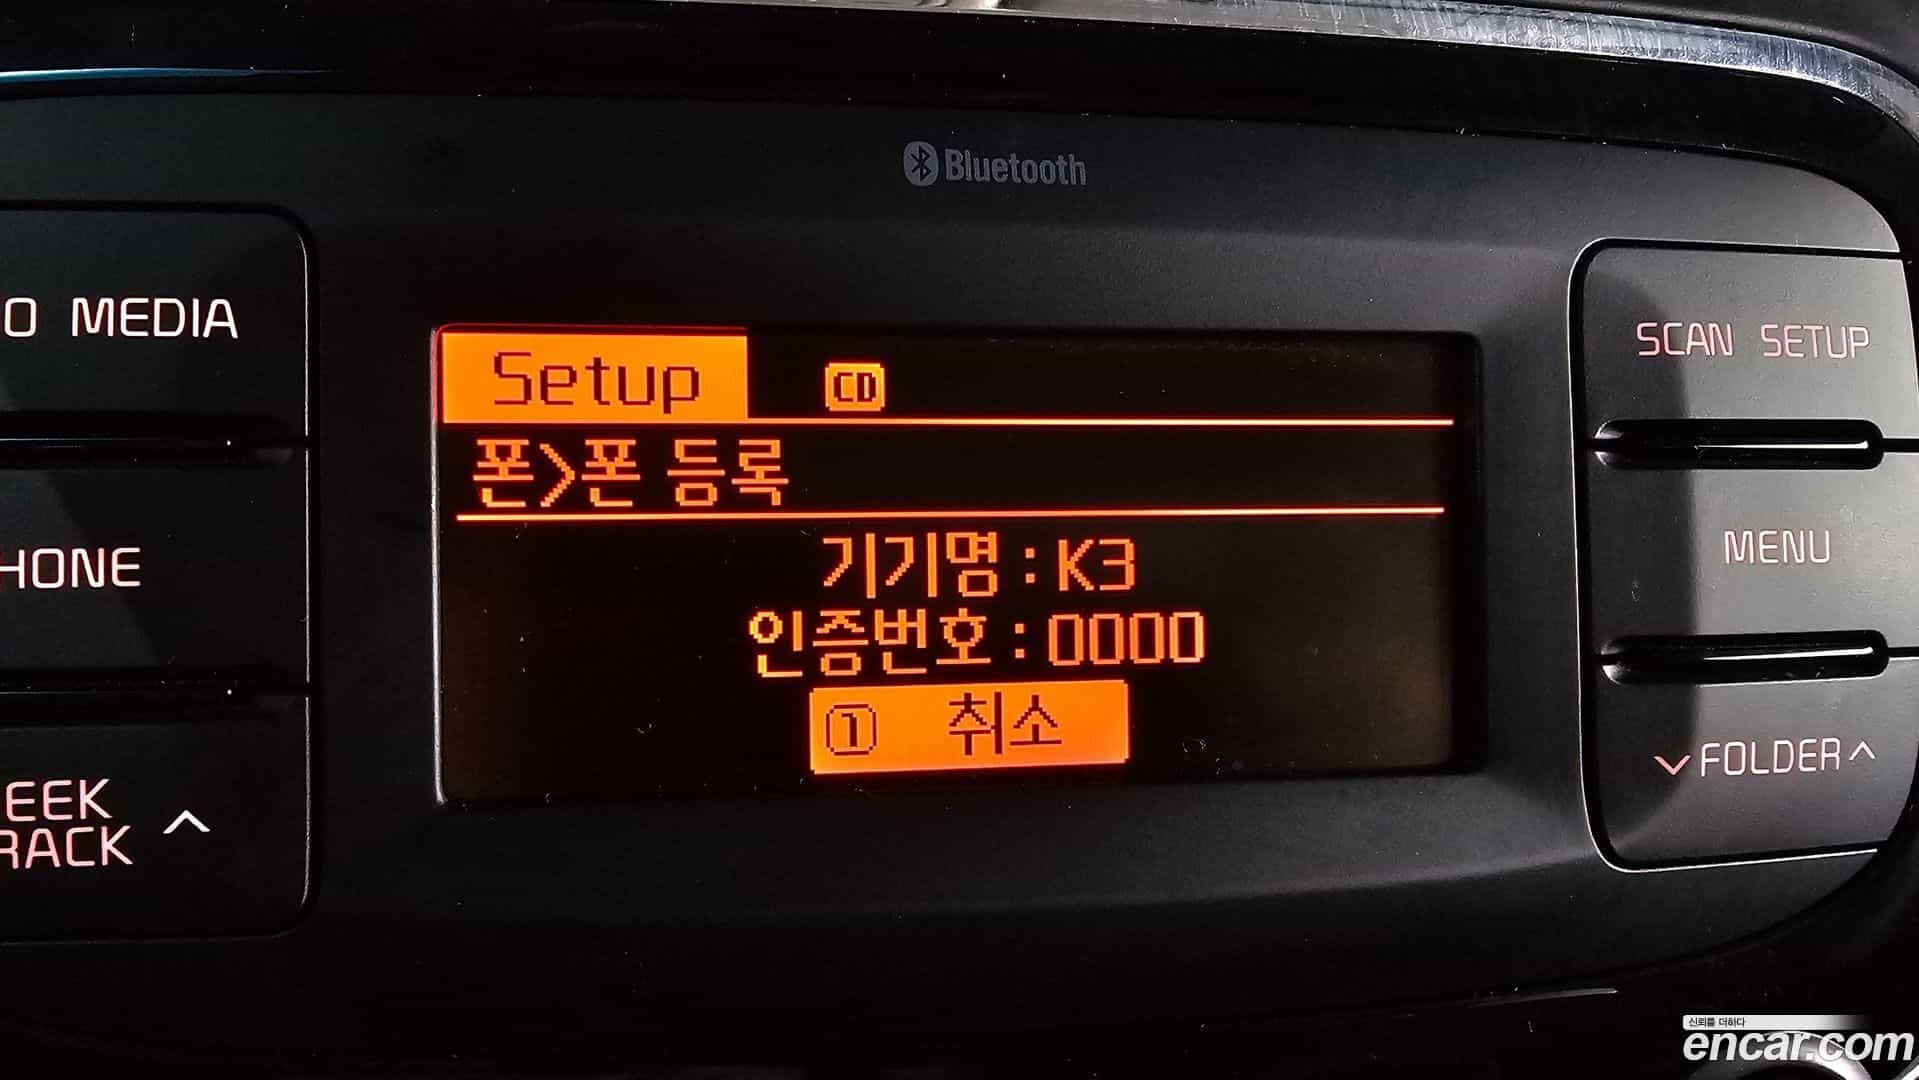 Bluetooth
O MEDIA
HONE
EEK
RACK
Setup CD
폰>폰 등록
기기명 : K3
인증번호 : 0000
① 취소
SCAN SETUP
MENU
FOLDER
신뢰를 더하다
encar.com